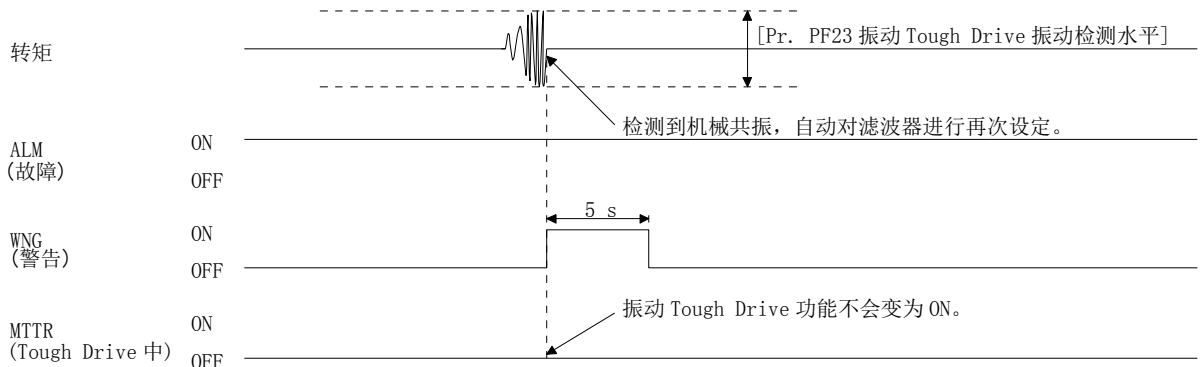 [Pr. PF23 振动 Tough Drive 振动检测水平]
转矩
检测到机械共振，自动对滤波器进行再次设定。
ALM
(故障)
ON
OFF
5 s
WNG
(警告)
ON
OFF
振动 Tough Drive 功能不会变为 ON。
MTTR
(Tough Drive 中)
ON
OFF